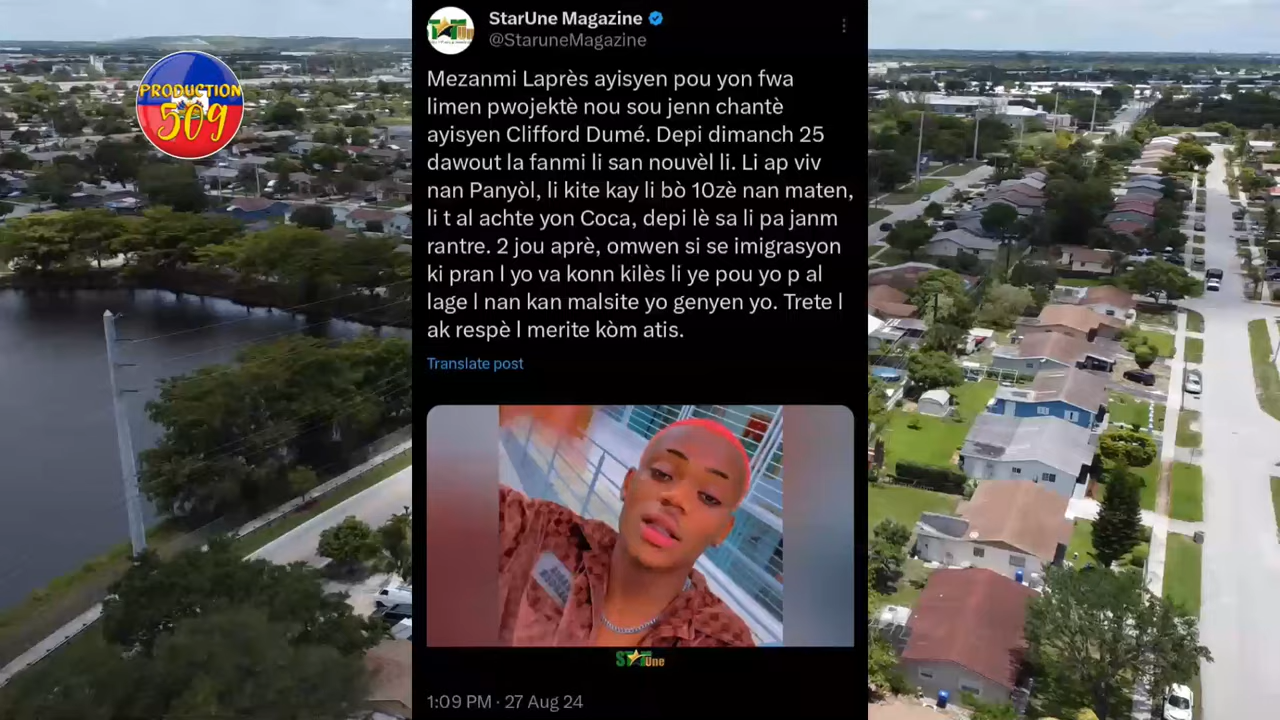 PRODUCTION
509
StarUne Magazine
@StaruneMagazine
Mezanmi Laprès ayisyen pou yon fwa
limen pwojektè nou sou jenn chantè
ayisyen Clifford Dumé. Depi dimanch 25
dawout la fanmi li san nouvèl li. Li ap viv
nan Panyòl, li kite kay li bò 10zè nan maten,
li t al achte yon Coca, depi lè sa li pa janm
rantre. 2 jou aprè, omwen si se imigrasyon
ki pran l yo va konn kilès li ye pou yo p al
lage l nan kan malsite yo genyen yo. Trete l
ak respè l merite kòm atis.
Translate post
STAR Une
1:09 PM · 27 Aug 24